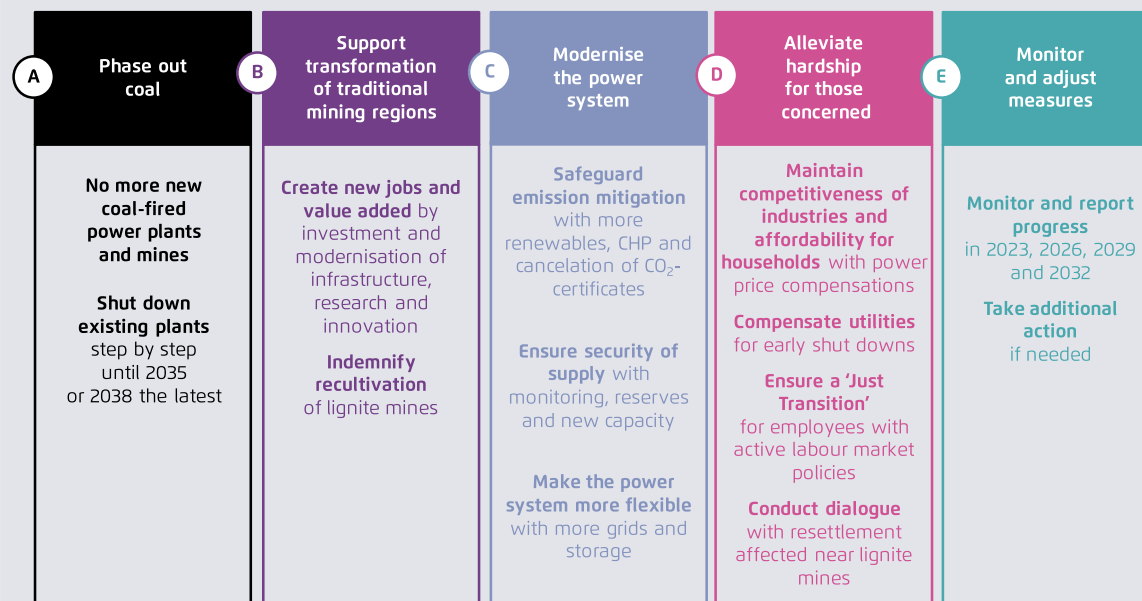 A
Phase out
coal
No more new
coal-fired
power plants
and mines
Shut down
existing plants
step by step
until 2035
or 2038 the latest
B
Support
transformation
of traditional
mining regions
Create new jobs and
value added by
investment and
modernisation of
infrastructure,
research and
innovation
Indemnify
recultivation
of lignite mines
C
Modernise
the power
system
Safeguard
emission mitigation
with more
renewables, CHP and
cancelation of CO₂-
certificates
Ensure security of
supply with
monitoring, reserves
and new capacity
Make the power
system more flexible
with more grids and
storage
D
Alleviate
hardship
for those
concerned
Maintain
competitiveness of
industries and
affordability for
households with power
price compensations
Compensate utilities
for early shut downs
Ensure a ‘Just
Transition’
for employees with
active labour market
policies
Conduct dialogue
with resettlement
affected near lignite
mines
E
Monitor
and adjust
measures
Monitor and report
progress
in 2023, 2026, 2029
and 2032
Take additional
action
if needed